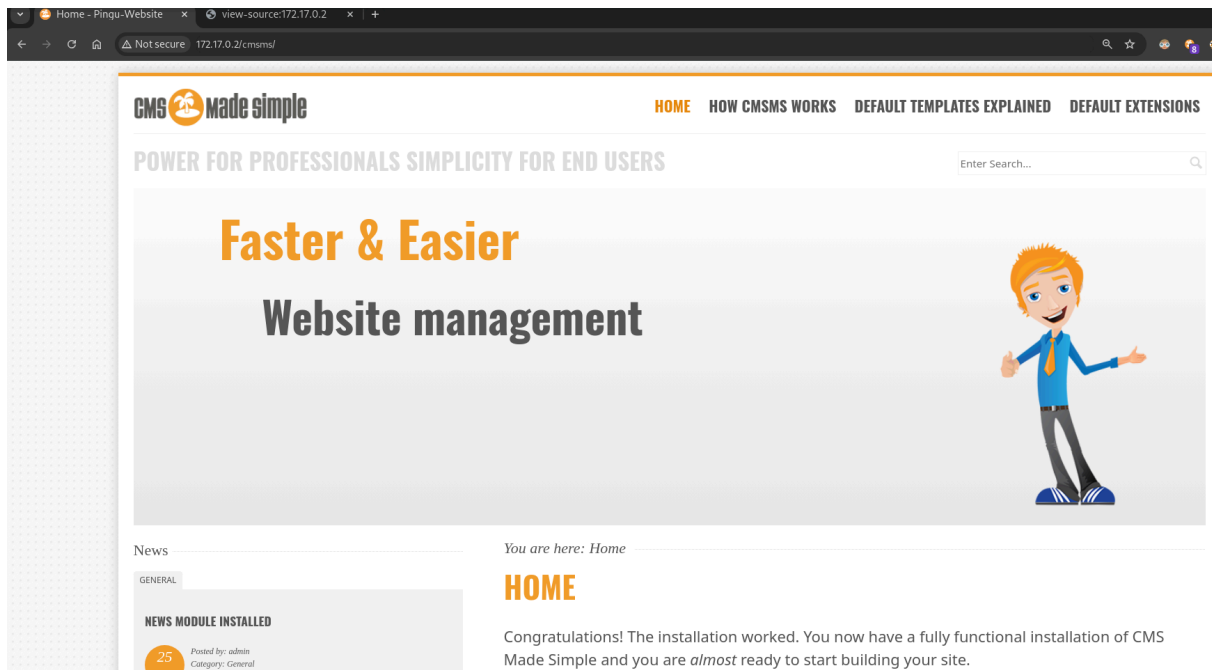 Home - Pingu-Website
view-source:172.17.0.2
Not secure 172.17.0.2/cmsms/
8
CMS Made Simple
HOME HOW CMSMS WORKS DEFAULT TEMPLATES EXPLAINED DEFAULT EXTENSIONS
POWER FOR PROFESSIONALS SIMPLICITY FOR END USERS
Enter Search...
Faster & Easier
Website management
News
GENERAL
NEWS MODULE INSTALLED
25
Posted by: admin
Category: General
You are here: Home
HOME
Congratulations! The installation worked. You now have a fully functional installation of CMS
Made Simple and you are almost ready to start building your site.